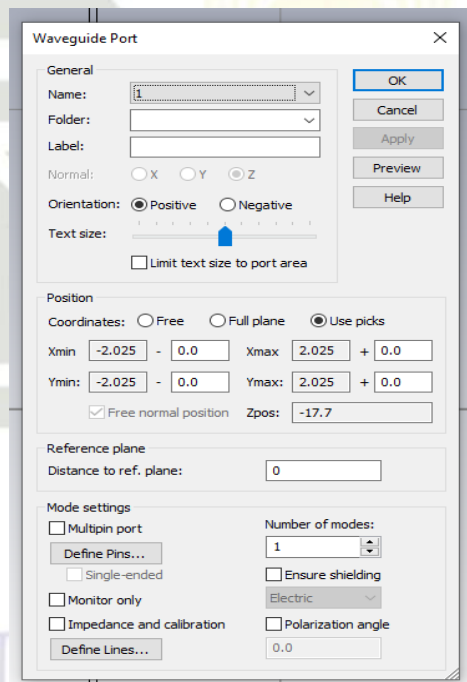 Waveguide Port
General
Name: 1
Folder:
Label:
Normal: X Y Z
Orientation: Positive Negative
Text size:
Limit text size to port area
OK
Cancel
Apply
Preview
Help
Position
Coordinates: Free Full plane Use picks
Xmin -2.025 - 0.0 Xmax 2.025 + 0.0
Ymin: -2.025 - 0.0 Ymax: 2.025 + 0.0
Free normal position Zpos: -17.7
Reference plane
Distance to ref. plane: 0
Mode settings
Multipin port
Define Pins...
Single-ended
Monitor only
Impedance and calibration
Define Lines...
Number of modes:
1
Ensure shielding
Electric
Polarization angle
0.0